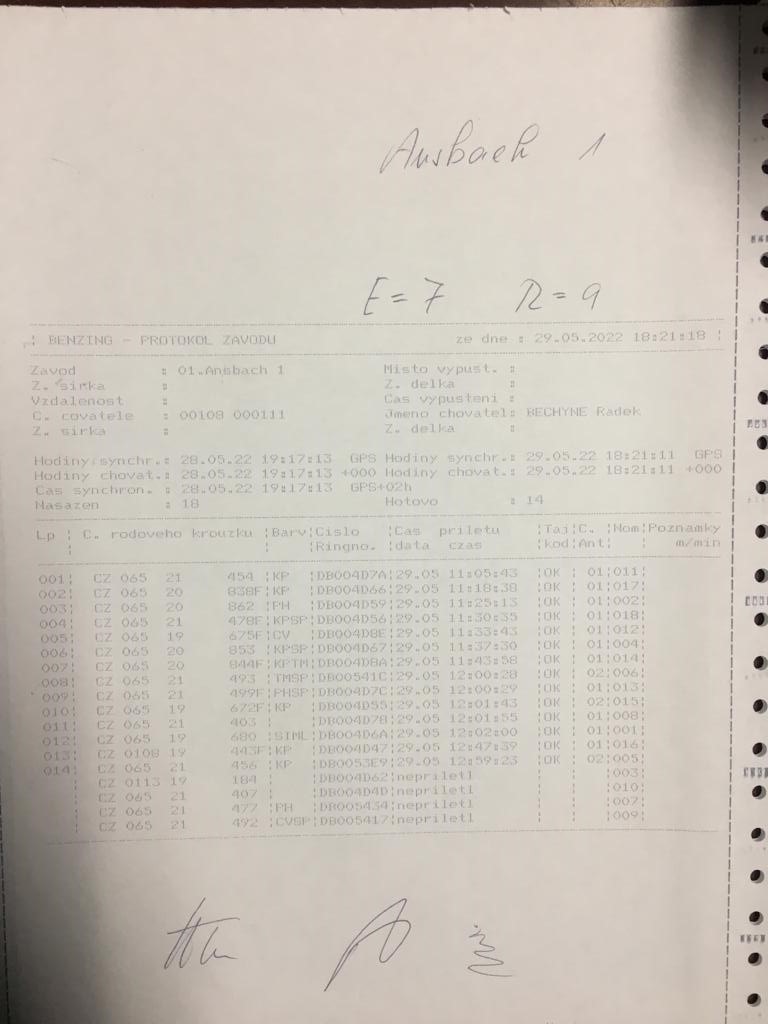 Ansbach 1
E=7 R=9
¦ BENZING - PROTOKOL ZAVODU ze dne : 29.05.2022 18:21:18 ¦
Zavod : 01.Ansbach 1 Misto vypust. :
Z. sirka : Z. delka :
Vzdalenost : Cas vypusteni :
C. covatele : 00108 000111 Jmeno chovatel: BECHYNE Radek
Z. sirka : Z. delka :
Hodiny synchr.: 28.05.22 19:17:13 GPS Hodiny synchr.: 29.05.22 18:21:11 GPS
Hodiny chovat.: 28.05.22 19:17:13 +000 Hodiny chovat.: 29.05.22 18:21:11 +000
Cas synchron. : 28.05.22 19:17:13 GPS+02h
Nasazen : 18 Hotovo : 14
Lp ¦ C. rodoveho krouzku ¦Barv¦Cislo ¦Cas priletu ¦Taj¦C. ¦Nom¦Poznamky
¦ ¦ ¦Ringno. ¦data czas ¦kod¦Ant¦ ¦ m/min
001¦ CZ 065 21 454 ¦KP ¦DB004D7A¦29.05 11:05:43 ¦OK ¦ 01¦011¦
002¦ CZ 065 20 838F¦KP ¦DB004D66¦29.05 11:18:38 ¦OK ¦ 01¦017¦
003¦ CZ 065 20 862 ¦PH ¦DB004D59¦29.05 11:25:13 ¦OK ¦ 01¦002¦
004¦ CZ 065 21 478F¦KPSP¦DB004D56¦29.05 11:30:35 ¦OK ¦ 01¦018¦
005¦ CZ 065 19 675F¦CV ¦DB004D8E¦29.05 11:33:43 ¦OK ¦ 01¦012¦
006¦ CZ 065 20 853 ¦KPSP¦DB004D67¦29.05 11:37:30 ¦OK ¦ 01¦004¦
007¦ CZ 065 20 844F¦KPTM¦DB004D8A¦29.05 11:43:58 ¦OK ¦ 01¦014¦
008¦ CZ 065 21 493 ¦TMSP¦DB00541C¦29.05 12:00:28 ¦OK ¦ 02¦006¦
009¦ CZ 065 21 499F¦PHSP¦DB004D7C¦29.05 12:00:29 ¦OK ¦ 01¦013¦
010¦ CZ 065 19 672F¦KP ¦DB004D55¦29.05 12:01:43 ¦OK ¦ 02¦015¦
011¦ CZ 065 21 403 ¦ ¦DB004D78¦29.05 12:01:55 ¦OK ¦ 01¦008¦
012¦ CZ 065 19 680 ¦SIML¦DB004D6A¦29.05 12:02:00 ¦OK ¦ 01¦001¦
013¦ CZ 0108 19 443F¦KP ¦DB004D47¦29.05 12:47:39 ¦OK ¦ 01¦016¦
014¦ CZ 065 21 456 ¦KP ¦DB0053E9¦29.05 12:59:23 ¦OK ¦ 02¦005¦
¦ CZ 0113 19 184 ¦ ¦DB004D62¦nepriletl ¦ ¦ ¦003¦
¦ CZ 065 21 407 ¦ ¦DB004D4D¦nepriletl ¦ ¦ ¦010¦
¦ CZ 065 21 477 ¦PH ¦DB005434¦nepriletl ¦ ¦ ¦007¦
¦ CZ 065 21 492 ¦CVSP¦DB005417¦nepriletl ¦ ¦ ¦009¦